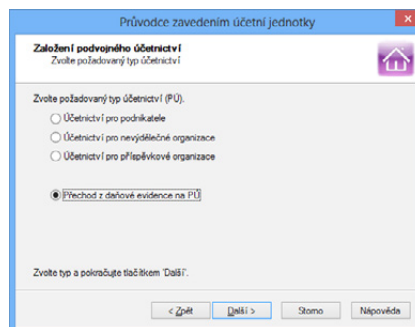 Průvodce zavedením účetní jednotky
x
Založení podvojného účetnictví
Zvolte požadovaný typ účetnictví
Zvolte požadovaný typ účetnictví (PÚ).
Účetnictví pro podnikatele
Účetnictví pro nevýdělečné organizace
Účetnictví pro příspěvkové organizace
Přechod z daňové evidence na PÚ
Zvolte typ a pokračujte tlačítkem 'Další'.
< Zpět
Další >
Storno
Nápověda